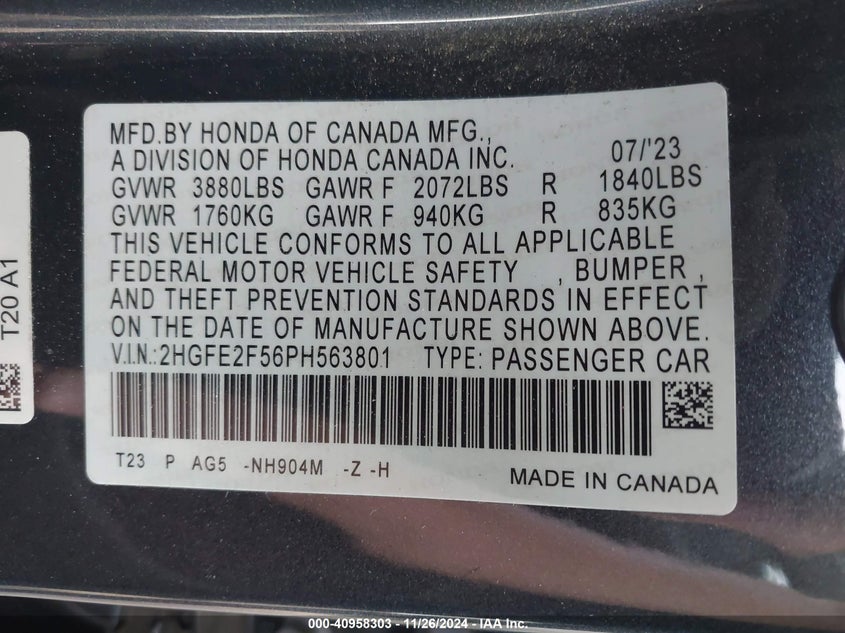 MFD.BY HONDA OF CANADA MFG.,
A DIVISION OF HONDA CANADA INC. 07/'23
GVWR 3880LBS GAWR F 2072LBS R 1840LBS
GVWR 1760KG GAWR F 940KG R 835KG
THIS VEHICLE CONFORMS TO ALL APPLICABLE
FEDERAL MOTOR VEHICLE SAFETY , BUMPER ,
AND THEFT PREVENTION STANDARDS IN EFFECT
ON THE DATE OF MANUFACTURE SHOWN ABOVE.
V.I.N.:2HGFE2F56PH563801 TYPE: PASSENGER CAR
T23 P AG5 -NH904M -Z -H
MADE IN CANADA
T20 A1
000-40958303 - 11/26/2024 - IAA Inc.